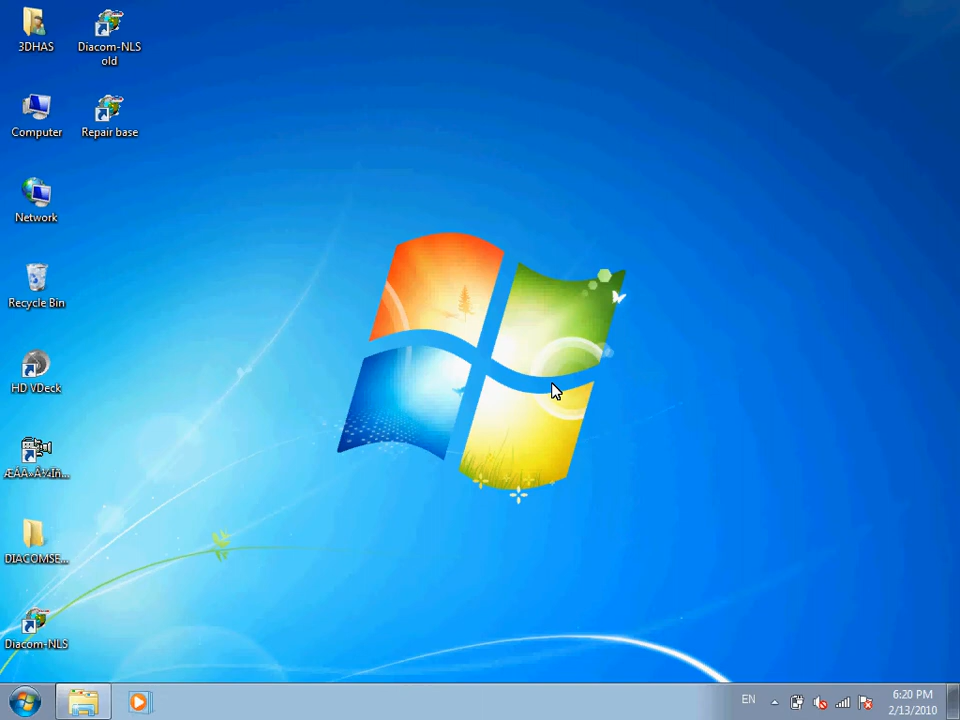 3DHAS
Diacom-NLS
old
Computer
Repair base
Network
Recycle Bin
HD VDeck
DIACOMSE...
Diacom-NLS
EN
6:20 PM
2/13/2010